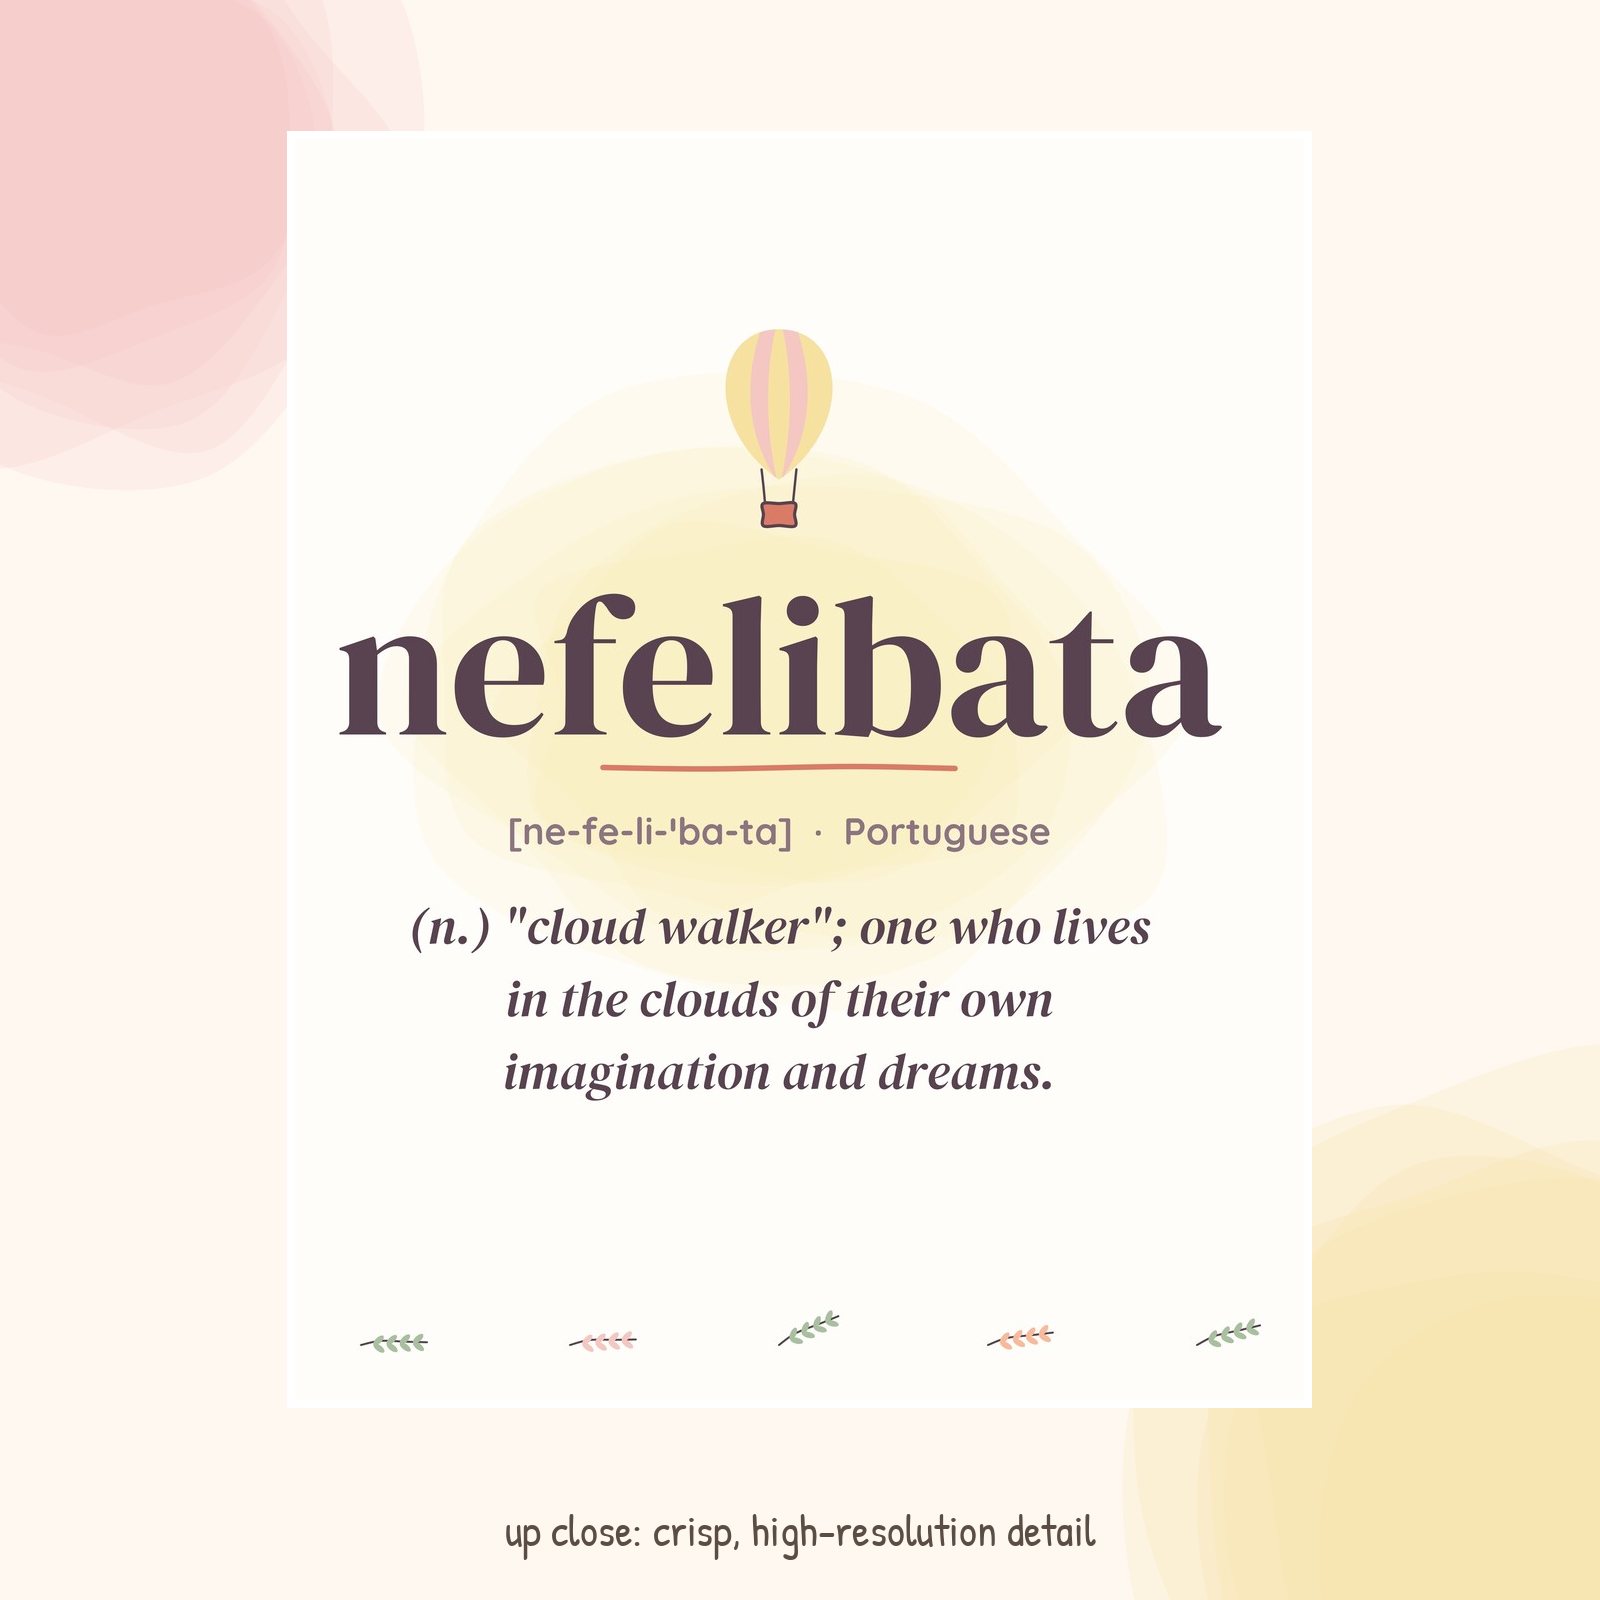 nefelibata
[ne-fe-li-'ba-ta] · Portuguese
(n.) "cloud walker"; one who lives
in the clouds of their own
imagination and dreams.
up close: crisp, high-resolution detail